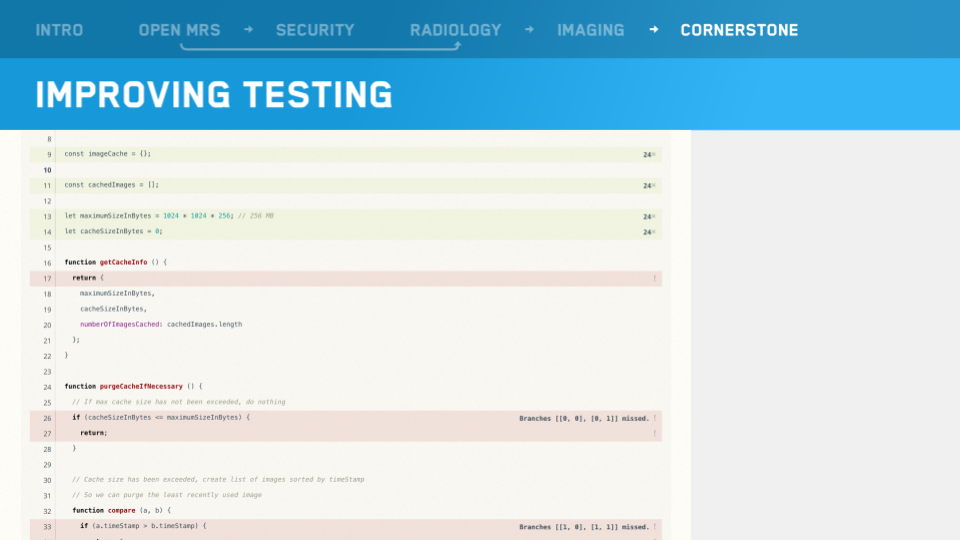 INTRO OPEN MRS → SECURITY RADIOLOGY → IMAGING → CORNERSTONE
IMPROVING TESTING
8
9 const imageCache = {}; 24×
10
11 const cachedImages = []; 24×
12
13 let maximumSizeInBytes = 1024 * 1024 * 256; // 256 MB 24×
14 let cacheSizeInBytes = 0; 24×
15
16 function getCacheInfo () {
17 return { !
18 maximumSizeInBytes,
19 cacheSizeInBytes,
20 numberOfImagesCached: cachedImages.length
21 };
22 }
23
24 function purgeCacheIfNecessary () {
25 // If max cache size has not been exceeded, do nothing
26 if (cacheSizeInBytes <= maximumSizeInBytes) { Branches [[0, 0], [0, 1]] missed. !
27 return; !
28 }
29
30 // Cache size has been exceeded, create list of images sorted by timeStamp
31 // So we can purge the least recently used image
32 function compare (a, b) {
33 if (a.timeStamp > b.timeStamp) { Branches [[1, 0], [1, 1]] missed. !